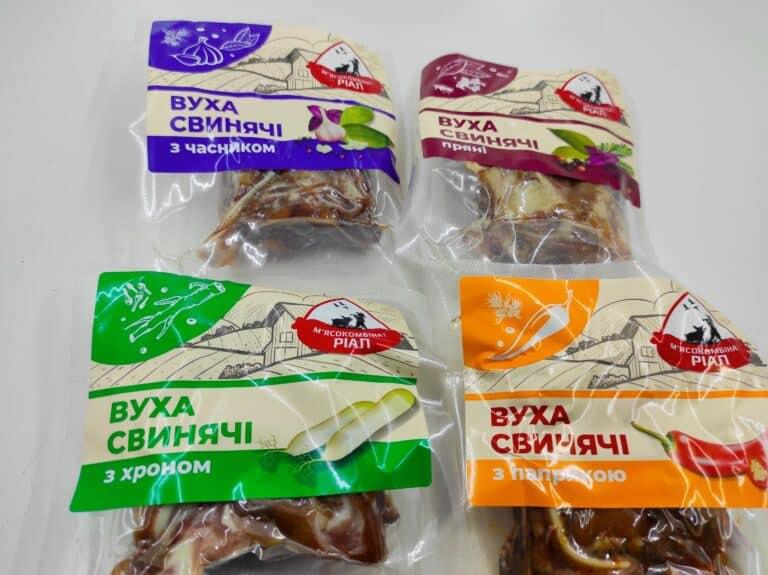 М'ЯСОКОМБІНАТ
РІАЛ
ВУХА
СВИНЯЧІ
з часником
М'ЯСОКОМБІНАТ
РІАЛ
ВУХА
СВИНЯЧІ
пряні
М'ЯСОКОМБІНАТ
РІАЛ
ВУХА
СВИНЯЧІ
з хроном
М'ЯСОКОМБІНАТ
РІАЛ
ВУХА
СВИНЯЧІ
з паприкою